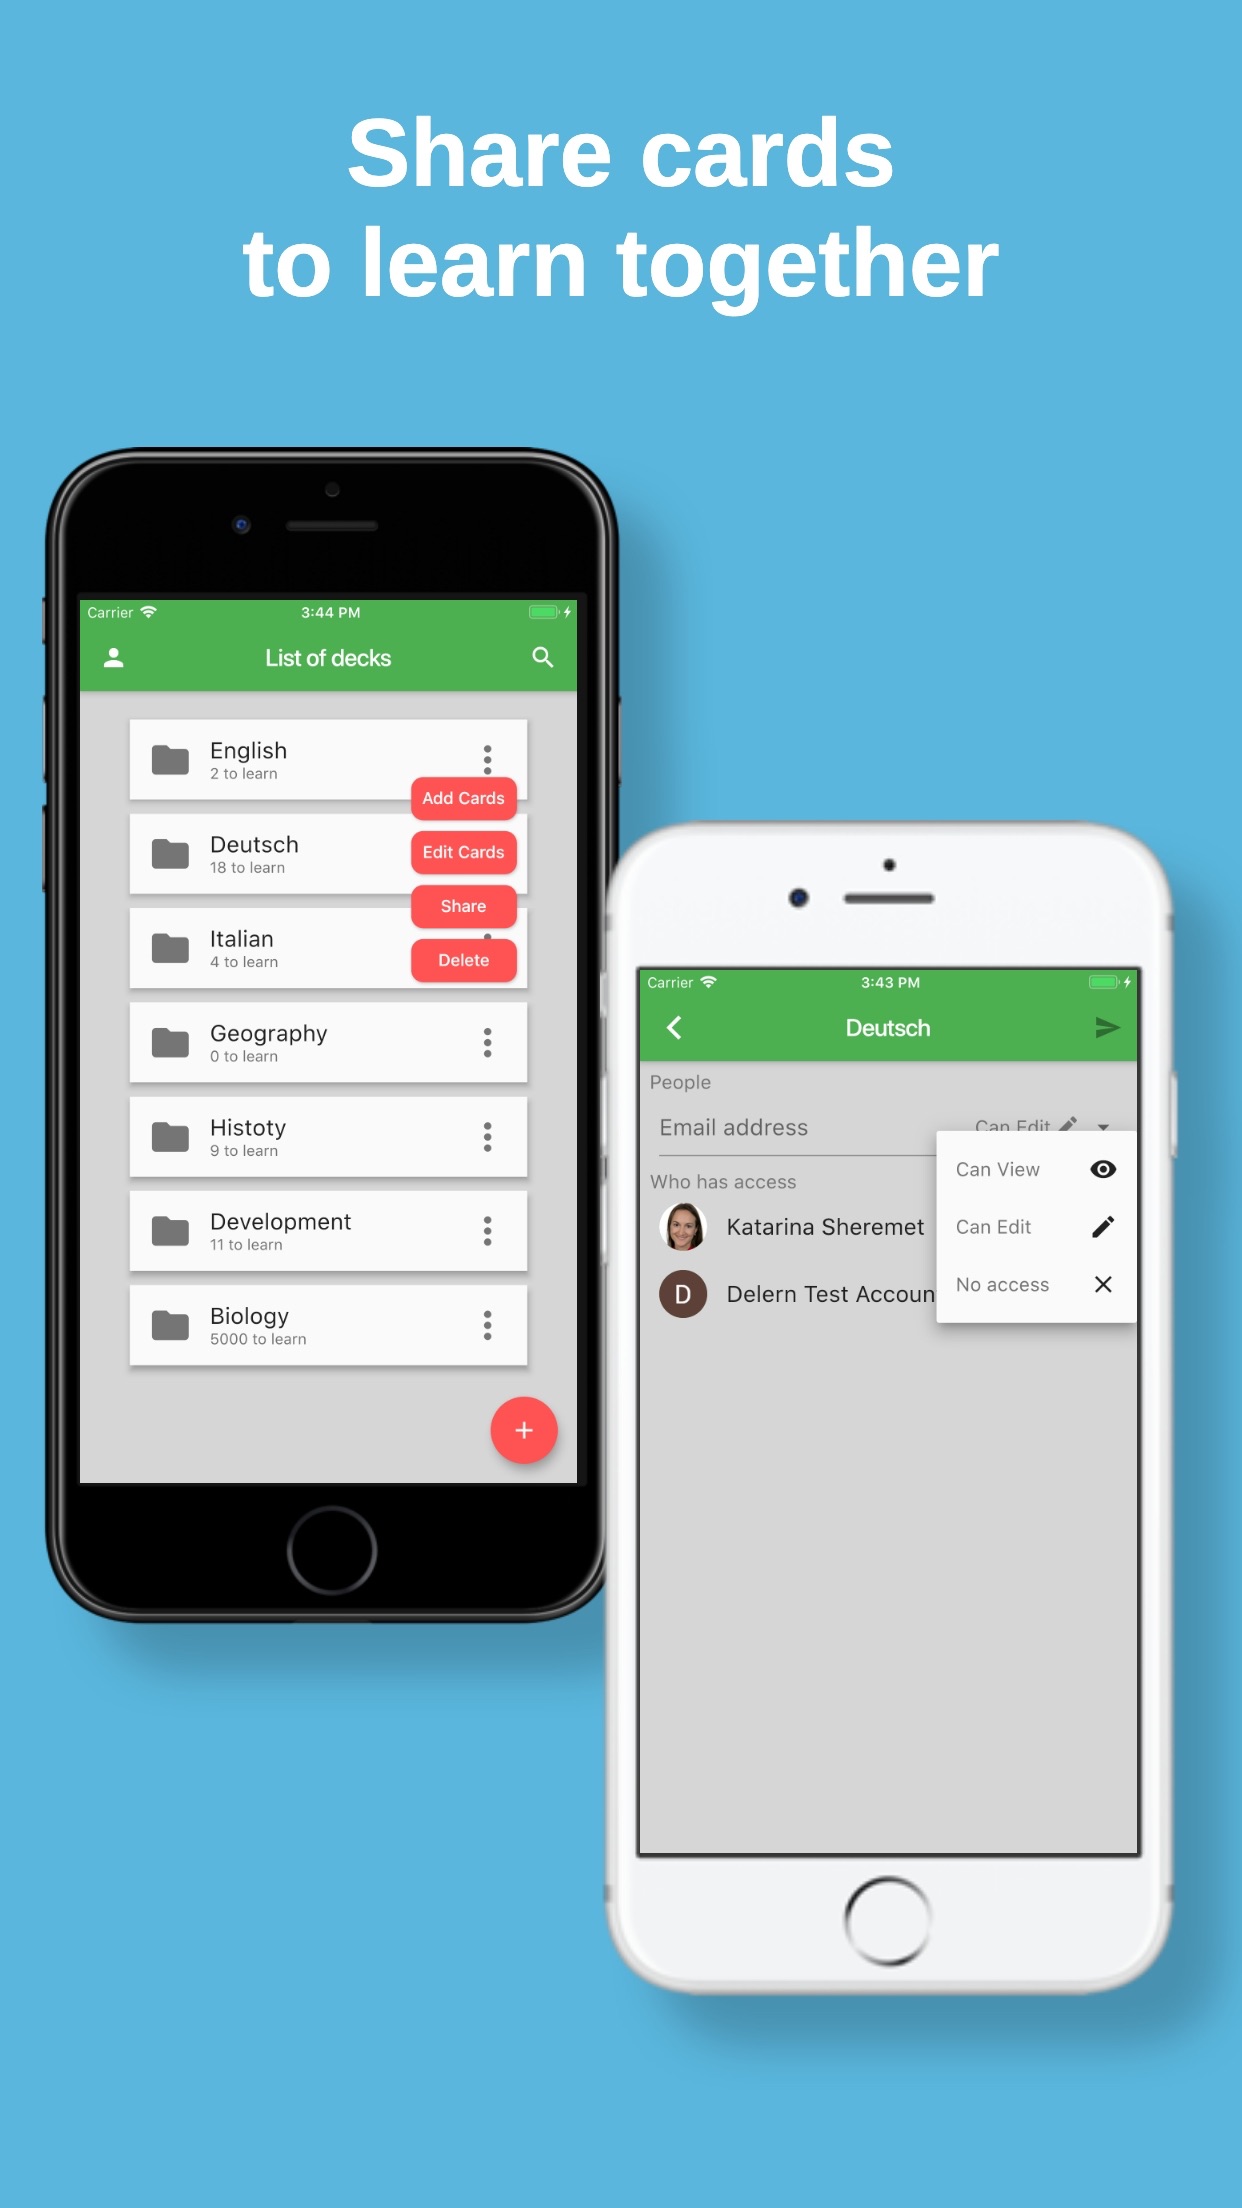 Share cards
to learn together
Carrier 3:44 PM
List of decks
English
2 to learn
Add Cards
Deutsch
18 to learn
Edit Cards
Share
Italian
4 to learn
Delete
Geography
0 to learn
Histoty
9 to learn
Development
11 to learn
Biology
5000 to learn
+
Carrier 3:43 PM
Deutsch
People
Email address Can Edit
Can View
Who has access
Katarina Sheremet
Can Edit
No access
D Delern Test Accoun